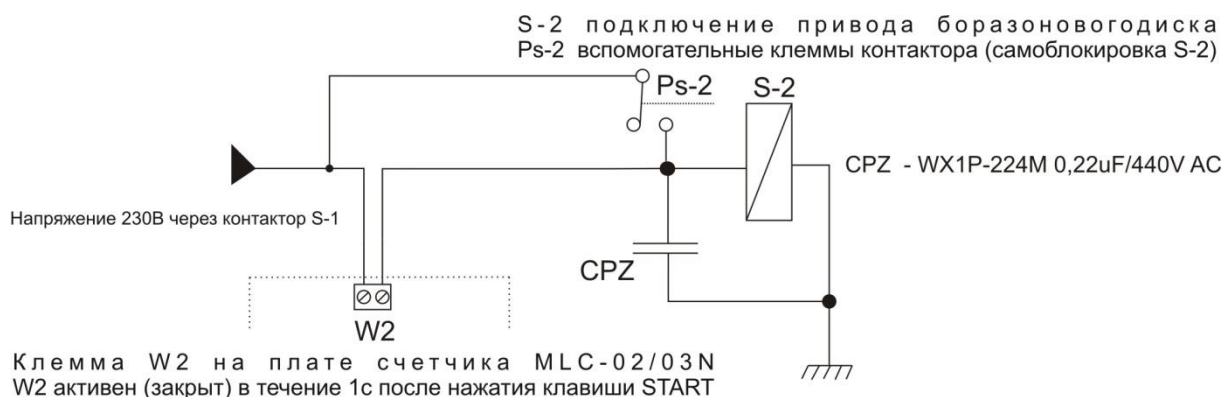 S-2 подключение привода боразоновогодиска
Ps-2 вспомогательные клеммы контактора (самоблокировка S-2)
Ps-2
S-2
CPZ - WX1P-224M 0,22uF/440V AC
Напряжение 230В через контактор S-1
CPZ
W2
Клемма W2 на плате счетчика MLC-02/03N
W2 активен (закрыт) в течение 1с после нажатия клавиши START